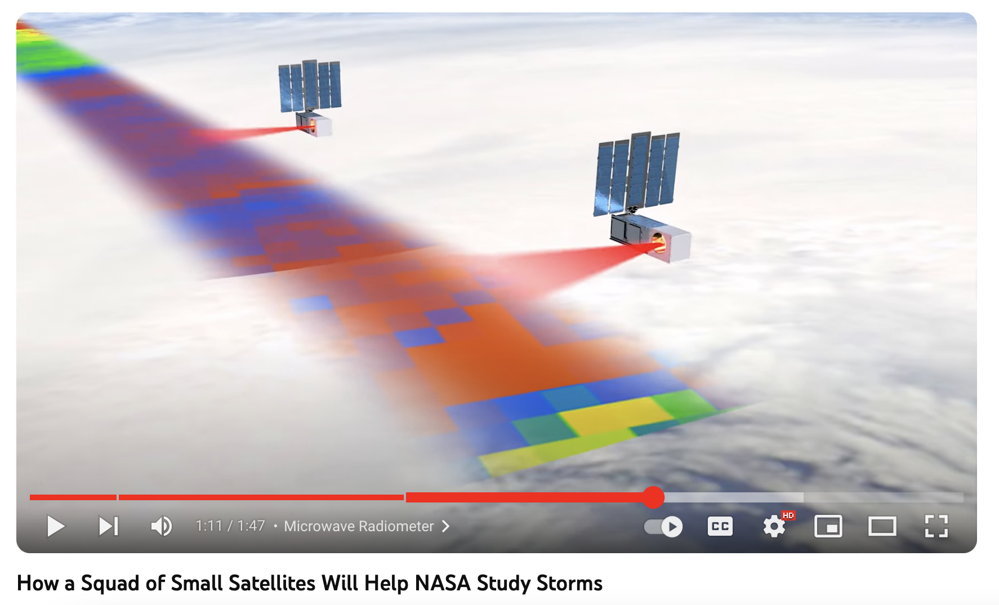 HD
1:11 / 1:47 • Microwave Radiometer
CC
How a Squad of Small Satellites Will Help NASA Study Storms